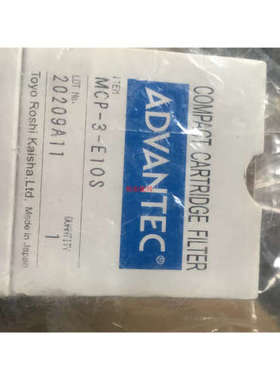 COMPACT CARTRIDGE FILTER
ADVANTEC®
ITEM
MCP-3-E10S
LOT No.
QUANTITY
20209A11
1
Toyo Roshi Kaisha,Ltd. Made in Japan